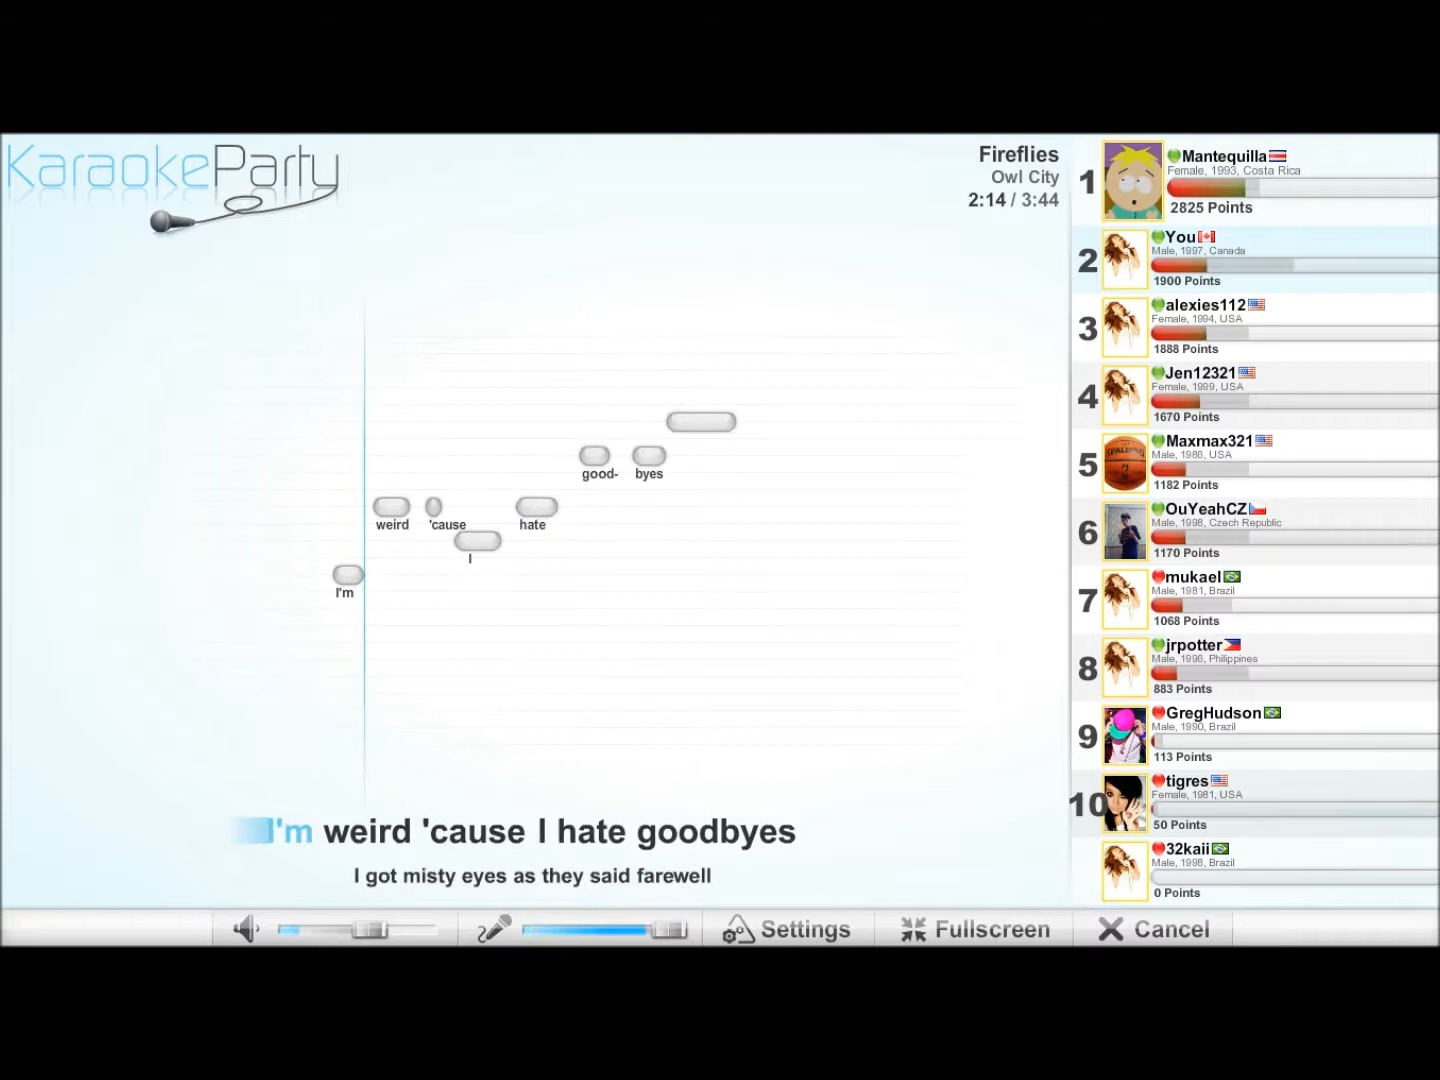 KaraokeParty
Fireflies
Owl City
2:14 / 3:44
weird
'cause
I
hate
good-
byes
I'm
I'm weird 'cause I hate goodbyes
I got misty eyes as they said farewell
1
Mantequilla
Female, 1993, Costa Rica
2825 Points
2
You
Male, 1997, Canada
1900 Points
3
alexies112
Female, 1994, USA
1888 Points
4
Jen12321
Female, 1999, USA
1670 Points
5
Maxmax321
Male, 1986, USA
1182 Points
6
OuYeahCZ
Male, 1998, Czech Republic
1170 Points
7
mukael
Male, 1981, Brazil
1068 Points
8
jrpotter
Male, 1996, Philippines
883 Points
9
GregHudson
Male, 1990, Brazil
113 Points
10
tigres
Female, 1981, USA
50 Points
32kaii
Male, 1998, Brazil
0 Points
Settings
Fullscreen
Cancel